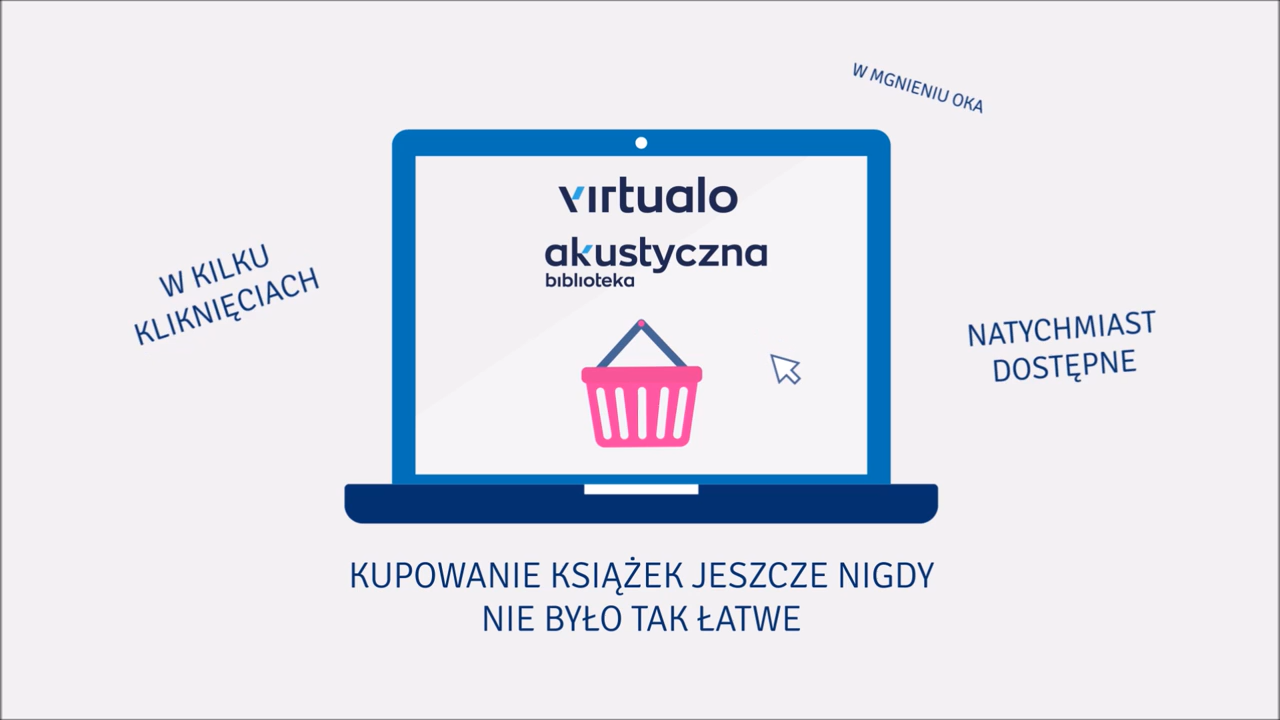 W MGNIENIU OKA
virtualo
akustyczna
biblioteka
W KILKU
KLIKNIĘCIACH
NATYCHMIAST
DOSTĘPNE
KUPOWANIE KSIĄŻEK JESZCZE NIGDY
NIE BYŁO TAK ŁATWE